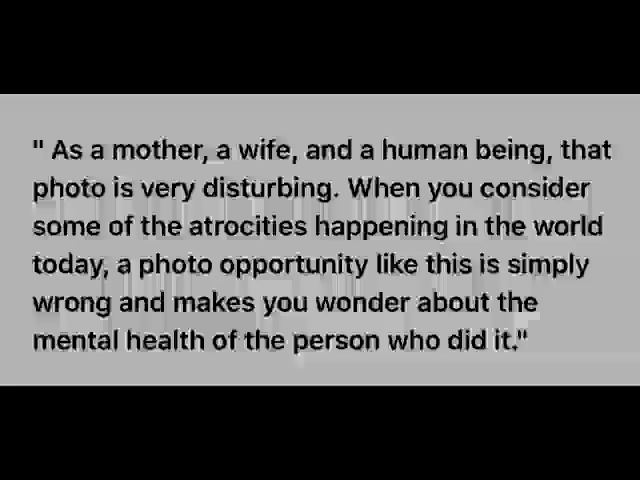 " As a mother, a wife, and a human being, that
photo is very disturbing. When you consider
some of the atrocities happening in the world
today, a photo opportunity like this is simply
wrong and makes you wonder about the
mental health of the person who did it."